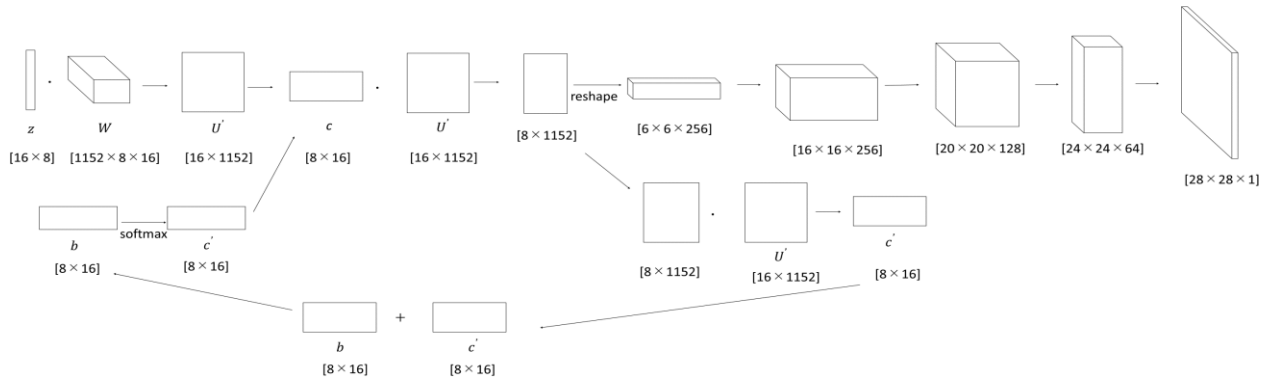 z · W U' c · U'
[16 × 8] [1152 × 8 × 16] [16 × 1152] [8 × 16] [16 × 1152]
[8 × 1152]
reshape
[6 × 6 × 256]
[16 × 16 × 256]
[20 × 20 × 128]
[24 × 24 × 64]
[28 × 28 × 1]
b softmax c'
[8 × 16] [8 × 16]
· U' c'
[8 × 1152] [16 × 1152] [8 × 16]
+
b c'
[8 × 16] [8 × 16]